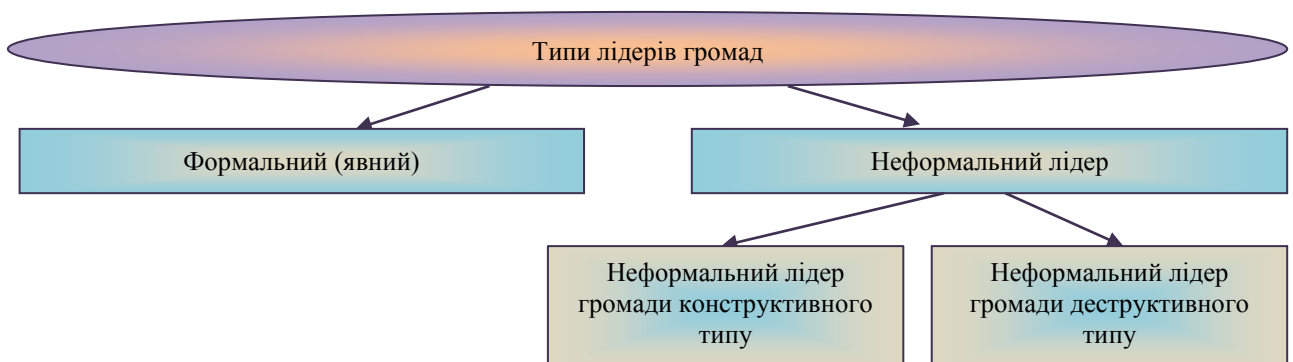 Типи лідерів громад
Формальний (явний)
Неформальний лідер
Неформальний лідер
громади конструктивного
типу
Неформальний лідер
громади деструктивного
типу